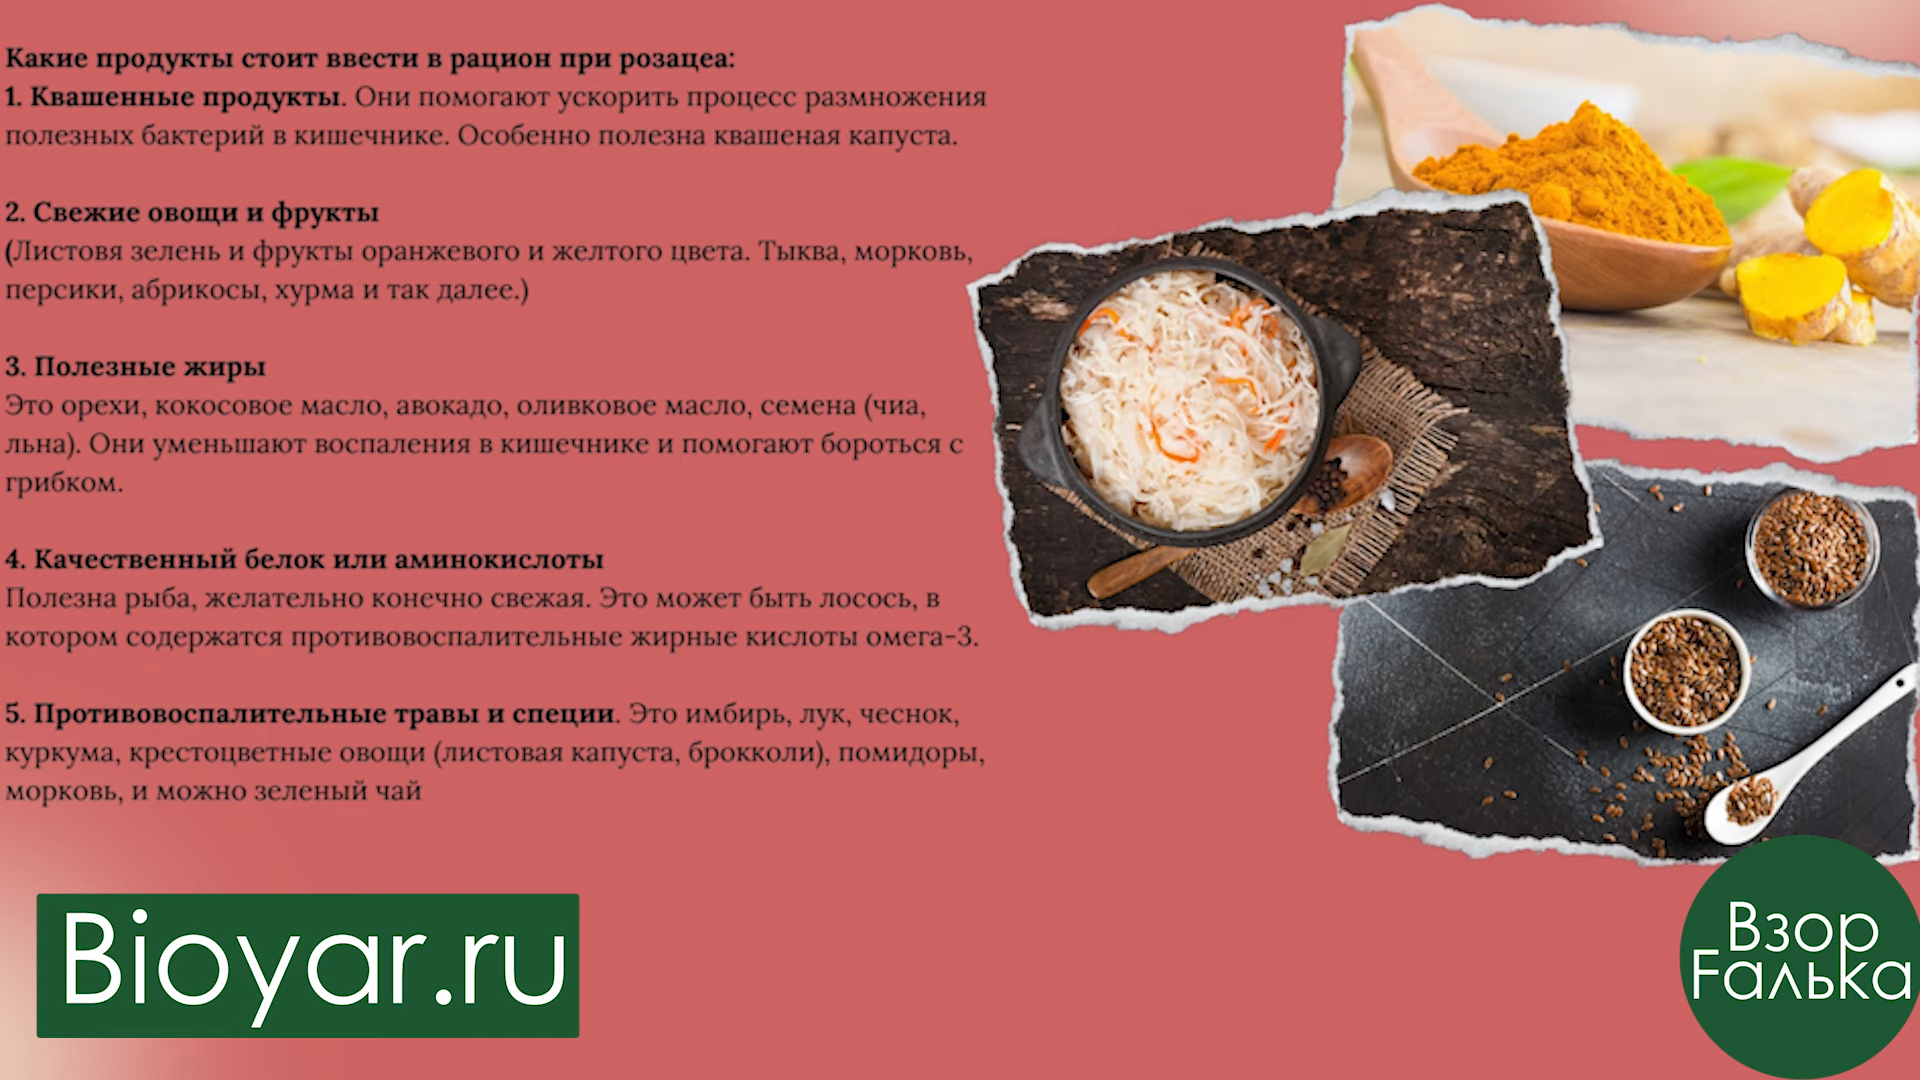 Какие продукты стоит ввести в рацион при розацеа:
1. Квашенные продукты. Они помогают ускорить процесс размножения
полезных бактерий в кишечнике. Особенно полезна квашеная капуста.
2. Свежие овощи и фрукты
(Листовя зелень и фрукты оранжевого и желтого цвета. Тыква, морковь,
персики, абрикосы, хурма и так далее.)
3. Полезные жиры
Это орехи, кокосовое масло, авокадо, оливковое масло, семена (чиа,
льна). Они уменьшают воспаления в кишечнике и помогают бороться с
грибком.
4. Качественный белок или аминокислоты
Полезна рыба, желательно конечно свежая. Это может быть лосось, в
котором содержатся противовоспалительные жирные кислоты омега-3.
5. Противовоспалительные травы и специи. Это имбирь, лук, чеснок,
куркума, крестоцветные овощи (листовая капуста, брокколи), помидоры,
морковь, и можно зеленый чай
Bioyar.ru
Взор
Fалька